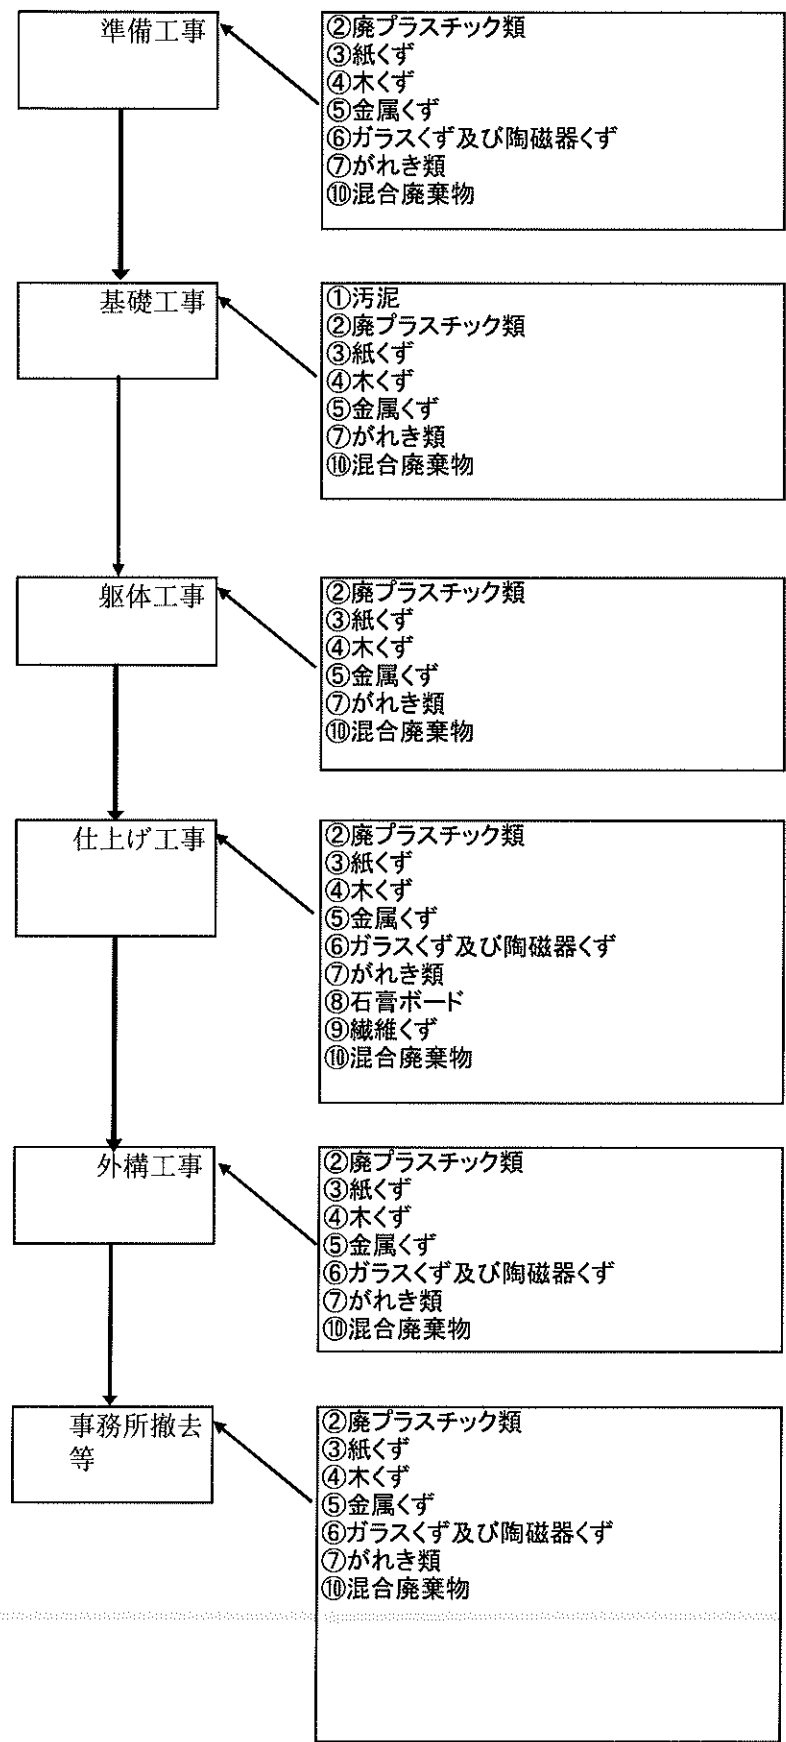 準備工事
②廃プラスチック類
③紙くず
④木くず
⑤金属くず
⑥ガラスくず及び陶磁器くず
⑦がれき類
⑩混合廃棄物
基礎工事
①汚泥
②廃プラスチック類
③紙くず
④木くず
⑤金属くず
⑦がれき類
⑩混合廃棄物
躯体工事
②廃プラスチック類
③紙くず
④木くず
⑤金属くず
⑦がれき類
⑩混合廃棄物
仕上げ工事
②廃プラスチック類
③紙くず
④木くず
⑤金属くず
⑥ガラスくず及び陶磁器くず
⑦がれき類
⑧石膏ボード
⑨繊維くず
⑩混合廃棄物
外構工事
②廃プラスチック類
③紙くず
④木くず
⑤金属くず
⑥ガラスくず及び陶磁器くず
⑦がれき類
⑩混合廃棄物
事務所撤去
等
②廃プラスチック類
③紙くず
④木くず
⑤金属くず
⑥ガラスくず及び陶磁器くず
⑦がれき類
⑩混合廃棄物